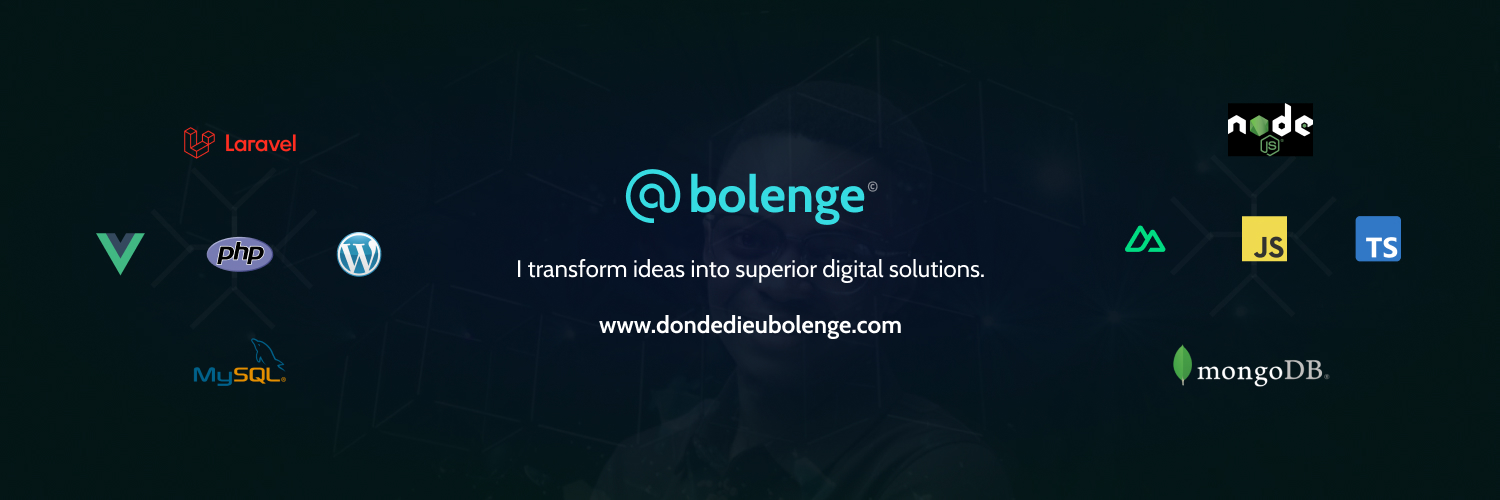 Laravel
php
W
MySQL®
@bolenge©
I transform ideas into superior digital solutions.
www.dondedieubolenge.com
node
JS
JS
TS
mongoDB®